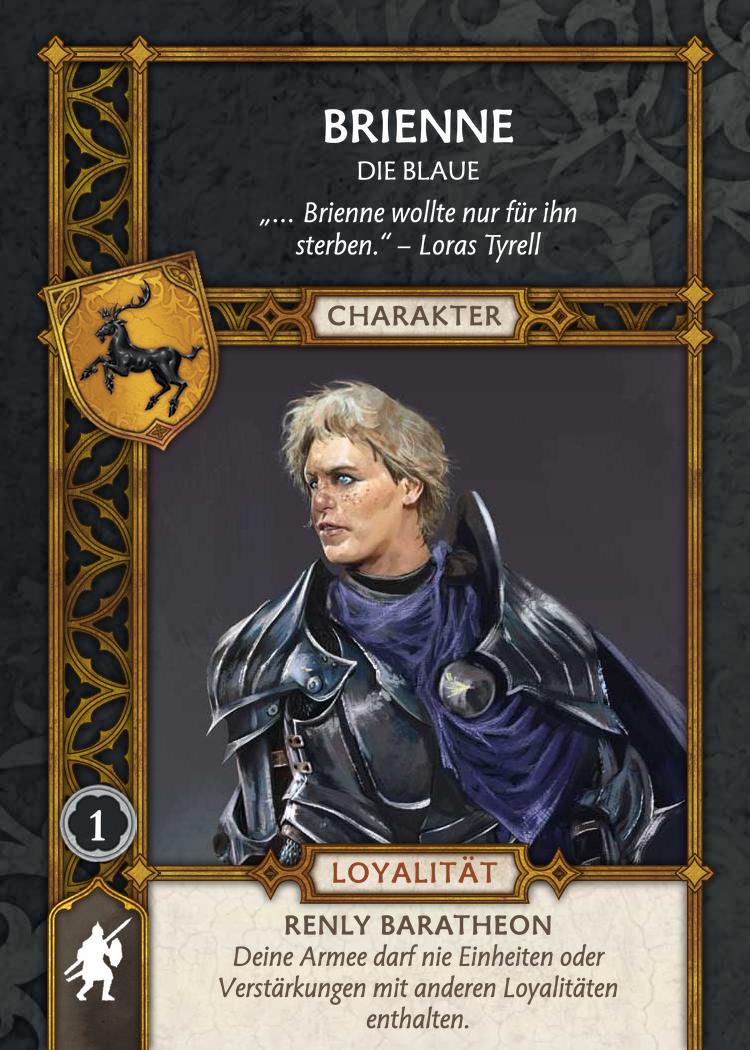 BRIENNE
DIE BLAUE
„… Brienne wollte nur für ihn
sterben.“ – Loras Tyrell
CHARAKTER
1
LOYALITÄT
RENLY BARATHEON
Deine Armee darf nie Einheiten oder
Verstärkungen mit anderen Loyalitäten
enthalten.